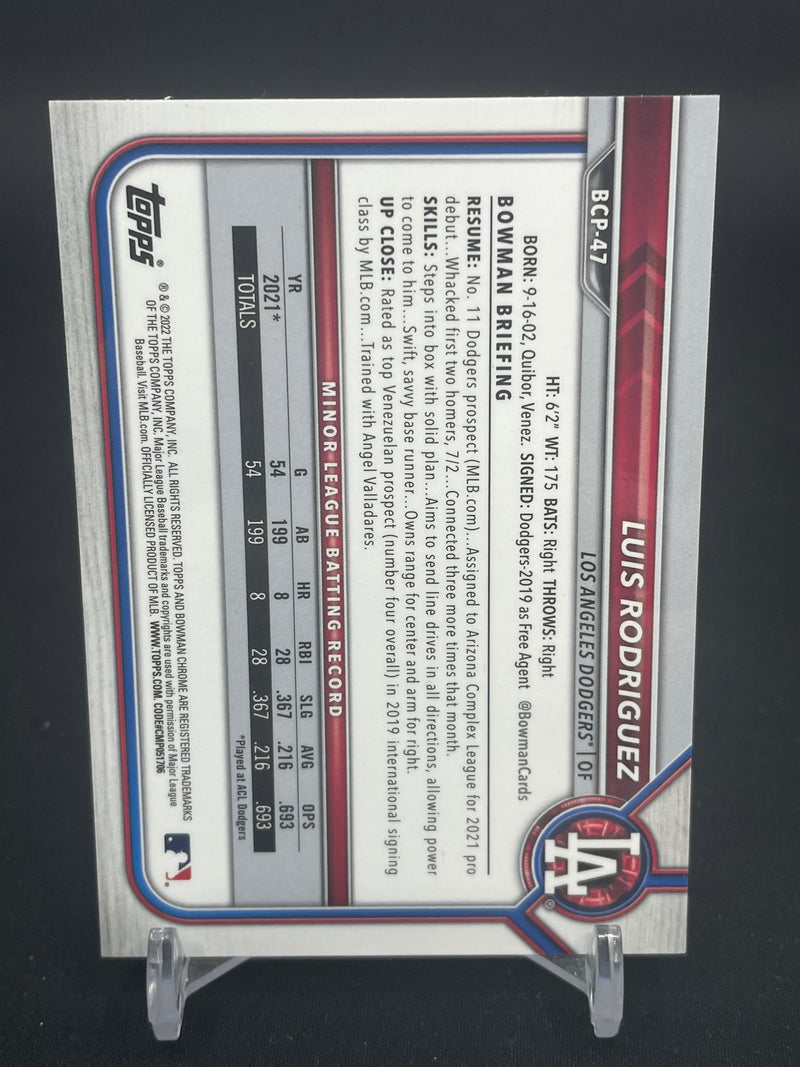 BCP-47
LUIS RODRIGUEZ
LOS ANGELES DODGERS® | OF
LA®
HT: 6'2" WT: 175 BATS: Right THROWS: Right
BORN: 9-16-02, Quibor, Venez. SIGNED: Dodgers-2019 as Free Agent @BowmanCards
BOWMAN BRIEFING
RESUME: No. 11 Dodgers prospect (MLB.com)...Assigned to Arizona Complex League for 2021 pro
debut...Whacked first two homers, 7/2...Connected three more times that month.
SKILLS: Steps into box with solid plan...Aims to send line drives in all directions, allowing power
to come to him...Swift, savvy base runner...Owns range for center and arm for right.
UP CLOSE: Rated as top Venezuelan prospect (number four overall) in 2019 international signing
class by MLB.com...Trained with Angel Valladares.
MINOR LEAGUE BATTING RECORD
YR G AB HR RBI SLG AVG OPS
2021* 54 199 8 28 .367 .216 .693
TOTALS 54 199 8 28 .367 .216 .693
*Played at ACL Dodgers
topps®
® & © 2022 THE TOPPS COMPANY, INC. ALL RIGHTS RESERVED. TOPPS AND BOWMAN CHROME ARE REGISTERED TRADEMARKS
OF THE TOPPS COMPANY, INC. Major League Baseball trademarks and copyrights are used with permission of Major League
Baseball. Visit MLB.com. OFFICIALLY LICENSED PRODUCT OF MLB. WWW.TOPPS.COM. CODE#CMP051706